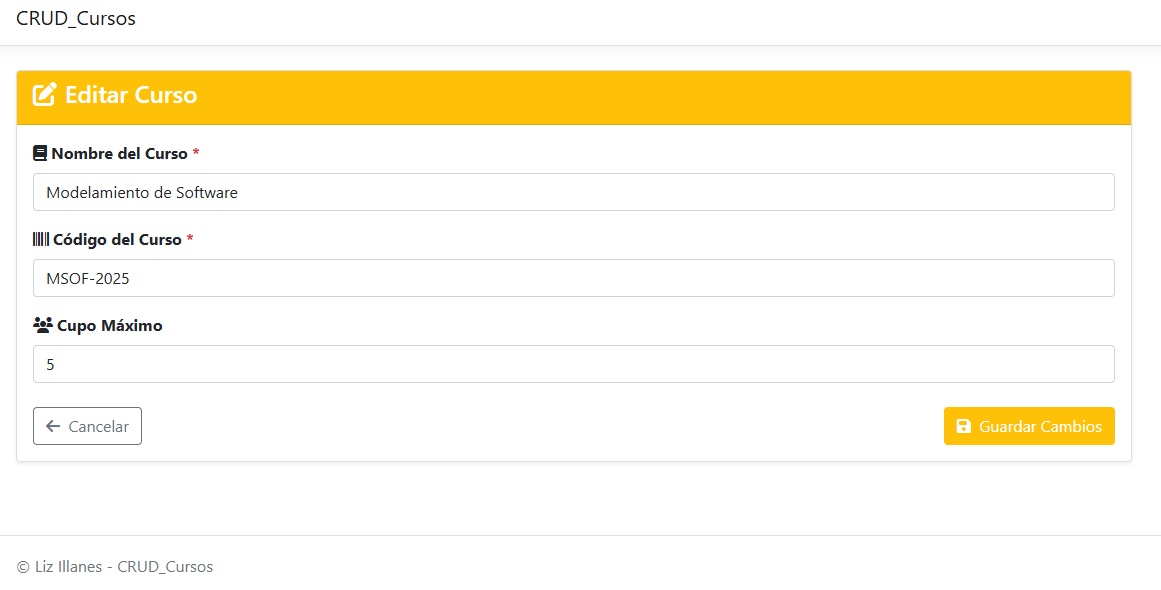 CRUD_Cursos
Editar Curso
Nombre del Curso *
Modelamiento de Software
Código del Curso *
MSOF-2025
Cupo Máximo
5
Cancelar
Guardar Cambios
© Liz Illanes - CRUD_Cursos